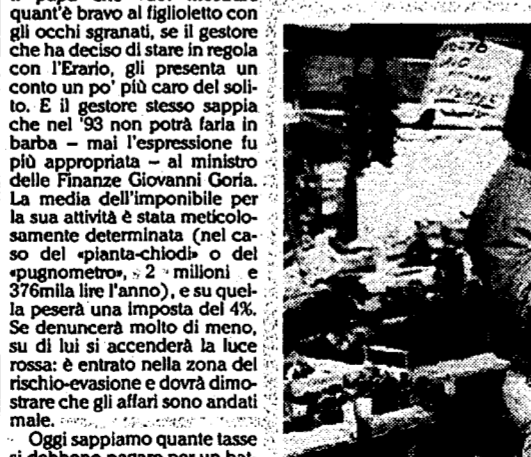 quant'è bravo al figlioletto con
gli occhi sgranati, se il gestore
che ha deciso di stare in regola
con l'Erario, gli presenta un
conto un po' più caro del soli-
to. E il gestore stesso sappia
che nel '93 non potrà farla in
barba – mai l'espressione fu
più appropriata – al ministro
delle Finanze Giovanni Goria.
La media dell'imponibile per
la sua attività è stata meticolo-
samente determinata (nel ca-
so del «pianta-chiodi» o del
«pugnometro», 2 milioni e
376mila lire l'anno), e su quel-
la peserà una imposta del 4%.
Se denuncerà molto di meno,
su di lui si accenderà la luce
rossa: è entrato nella zona del
rischio-evasione e dovrà dimo-
strare che gli affari sono andati
male.
Oggi sappiamo quante tasse